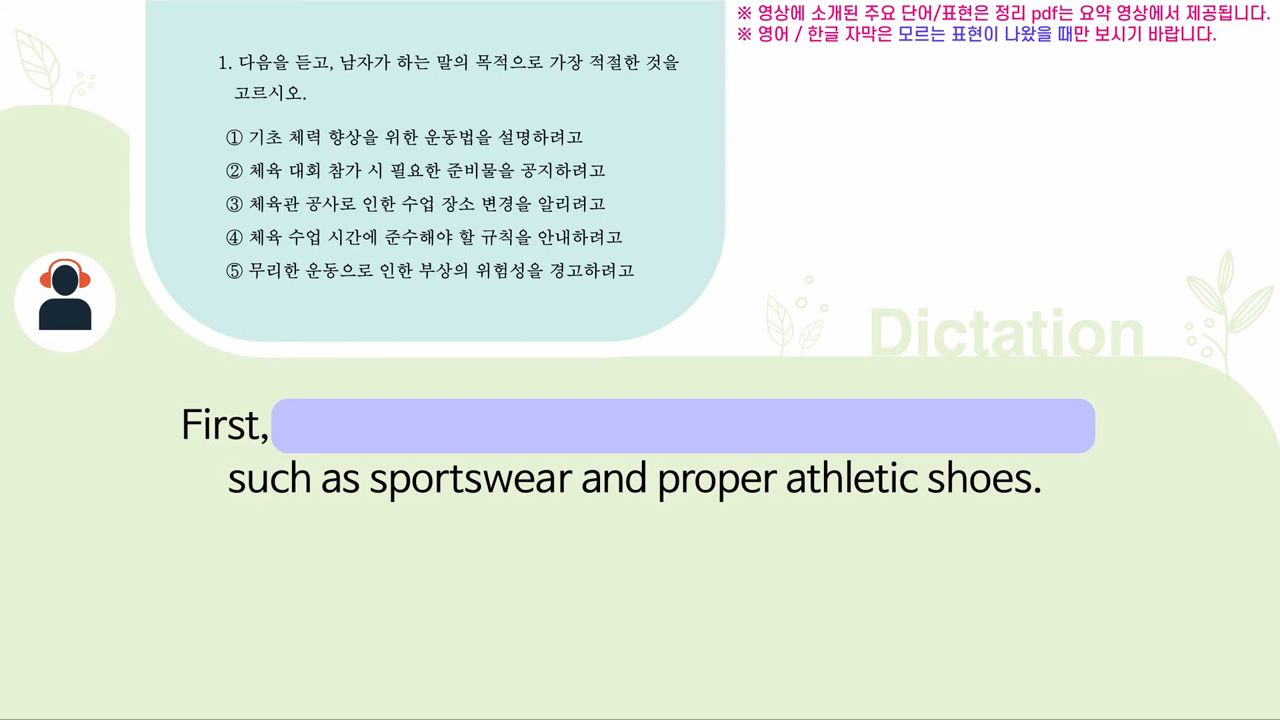 ※ 영상에 소개된 주요 단어/표현은 정리 pdf는 요약 영상에서 제공됩니다.
※ 영어 / 한글 자막은 모르는 표현이 나왔을 때만 보시기 바랍니다.
1. 다음을 듣고, 남자가 하는 말의 목적으로 가장 적절한 것을
고르시오.
① 기초 체력 향상을 위한 운동법을 설명하려고
② 체육 대회 참가 시 필요한 준비물을 공지하려고
③ 체육관 공사로 인한 수업 장소 변경을 알리려고
④ 체육 수업 시간에 준수해야 할 규칙을 안내하려고
⑤ 무리한 운동으로 인한 부상의 위험성을 경고하려고
Dictation
First,
such as sportswear and proper athletic shoes.